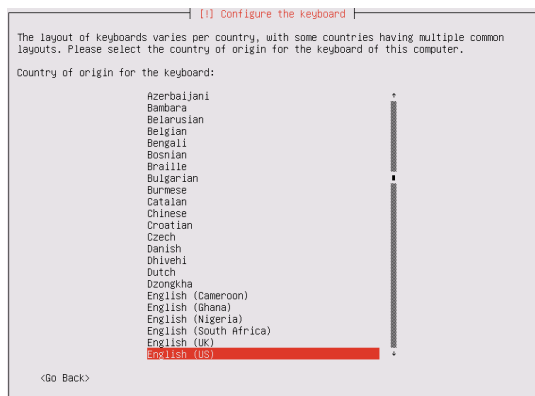 [!] Configure the keyboard
The layout of keyboards varies per country, with some countries having multiple common
layouts. Please select the country of origin for the keyboard of this computer.
Country of origin for the keyboard:
Azerbaijani
Bambara
Belarusian
Belgian
Bengali
Bosnian
Braille
Bulgarian
Burmese
Catalan
Chinese
Croatian
Czech
Danish
Dhivehi
Dutch
Dzongkha
English (Cameroon)
English (Ghana)
English (Nigeria)
English (South Africa)
English (UK)
English (US)
<Go Back>